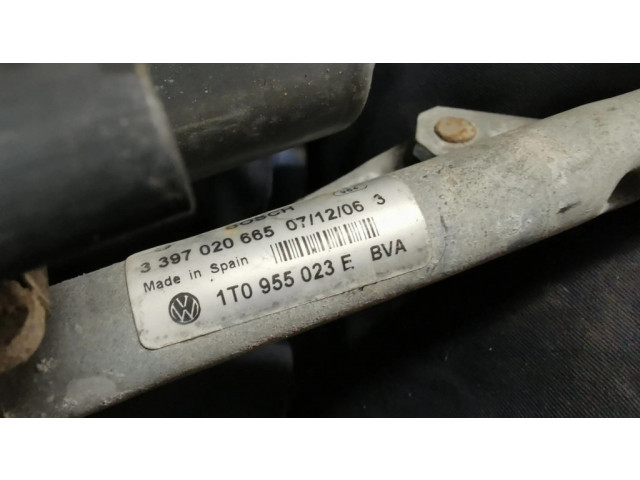 BOSCH
3 397 020 665 07/12/06 3
Made in Spain
1T0 955 023 E BVA